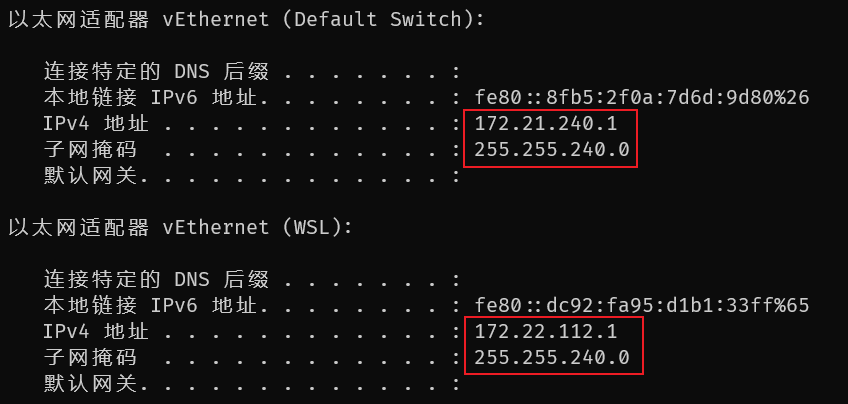 以太网适配器 vEthernet (Default Switch):
连接特定的 DNS 后缀 . . . . . . . :
本地链接 IPv6 地址. . . . . . . . : fe80::8fb5:2f0a:7d6d:9d80%26
IPv4 地址 . . . . . . . . . . . . : 172.21.240.1
子网掩码  . . . . . . . . . . . . : 255.255.240.0
默认网关. . . . . . . . . . . . . :
以太网适配器 vEthernet (WSL):
连接特定的 DNS 后缀 . . . . . . . :
本地链接 IPv6 地址. . . . . . . . : fe80::dc92:fa95:d1b1:33ff%65
IPv4 地址 . . . . . . . . . . . . : 172.22.112.1
子网掩码  . . . . . . . . . . . . : 255.255.240.0
默认网关. . . . . . . . . . . . . :